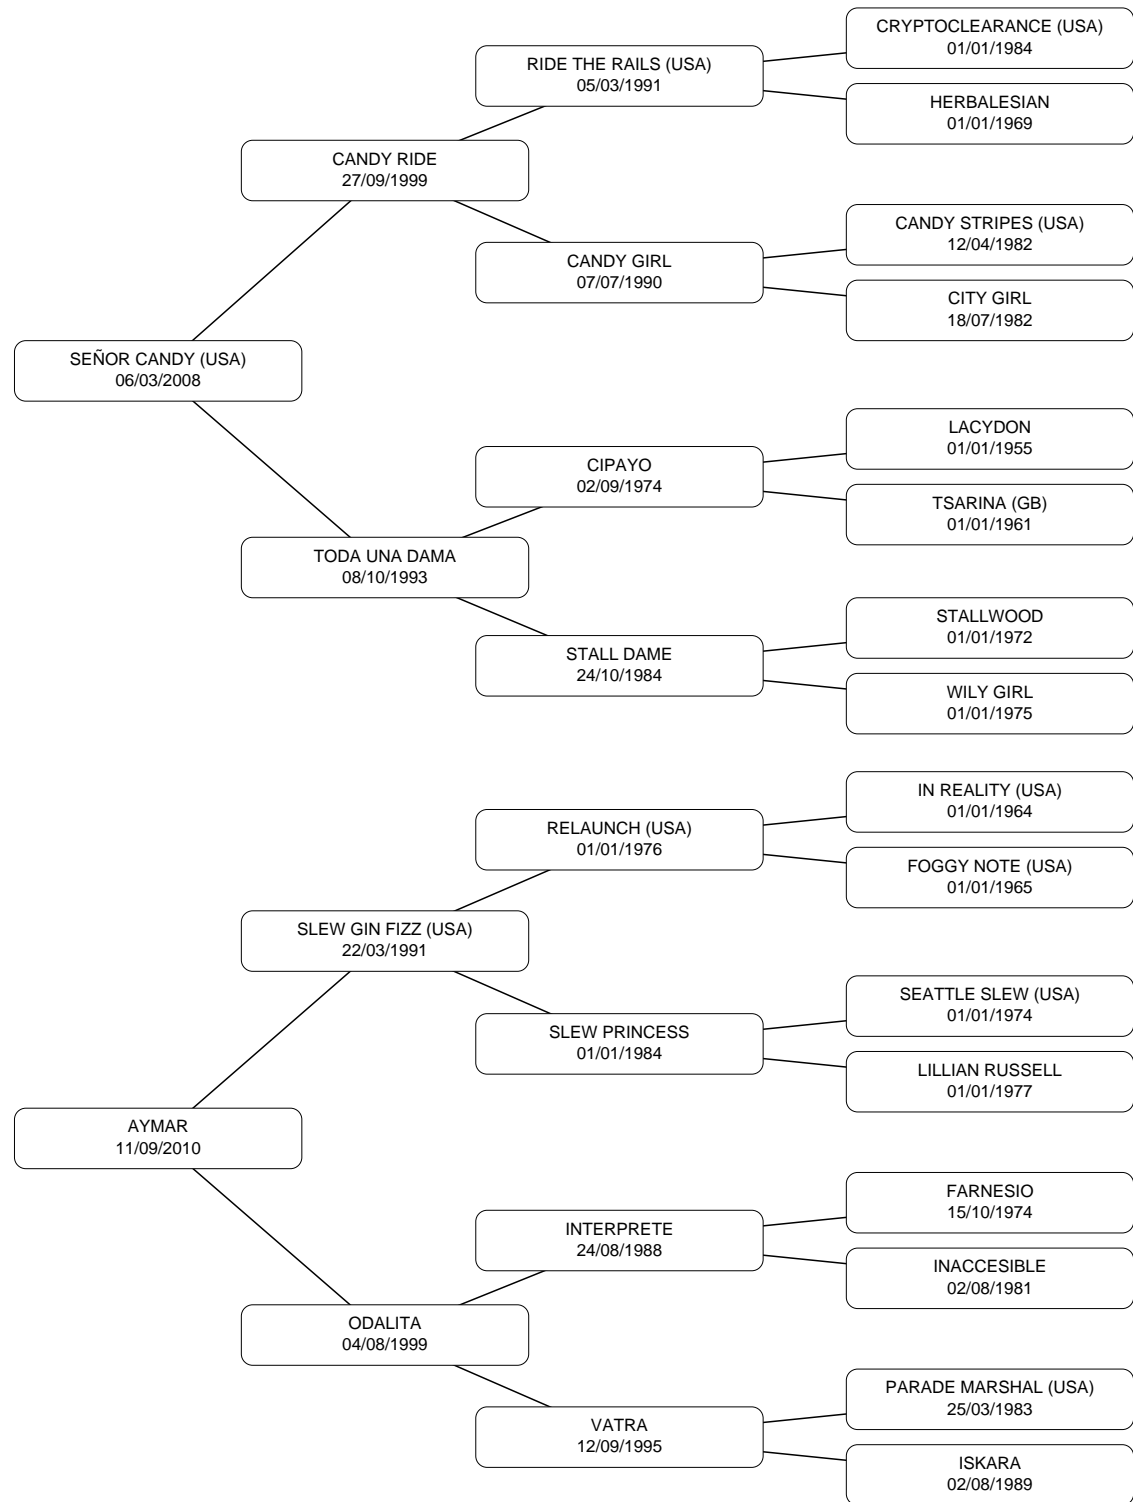 CRYPTOCLEARANCE (USA)
01/01/1984
RIDE THE RAILS (USA)
05/03/1991
HERBALESIAN
01/01/1969
CANDY RIDE
27/09/1999
CANDY STRIPES (USA)
12/04/1982
CANDY GIRL
07/07/1990
CITY GIRL
18/07/1982
SEÑOR CANDY (USA)
06/03/2008
LACYDON
01/01/1955
CIPAYO
02/09/1974
TSARINA (GB)
01/01/1961
TODA UNA DAMA
08/10/1993
STALLWOOD
01/01/1972
STALL DAME
24/10/1984
WILY GIRL
01/01/1975
IN REALITY (USA)
01/01/1964
RELAUNCH (USA)
01/01/1976
FOGGY NOTE (USA)
01/01/1965
SLEW GIN FIZZ (USA)
22/03/1991
SEATTLE SLEW (USA)
01/01/1974
SLEW PRINCESS
01/01/1984
LILLIAN RUSSELL
01/01/1977
AYMAR
11/09/2010
FARNESIO
15/10/1974
INTERPRETE
24/08/1988
INACCESIBLE
02/08/1981
ODALITA
04/08/1999
PARADE MARSHAL (USA)
25/03/1983
VATRA
12/09/1995
ISKARA
02/08/1989